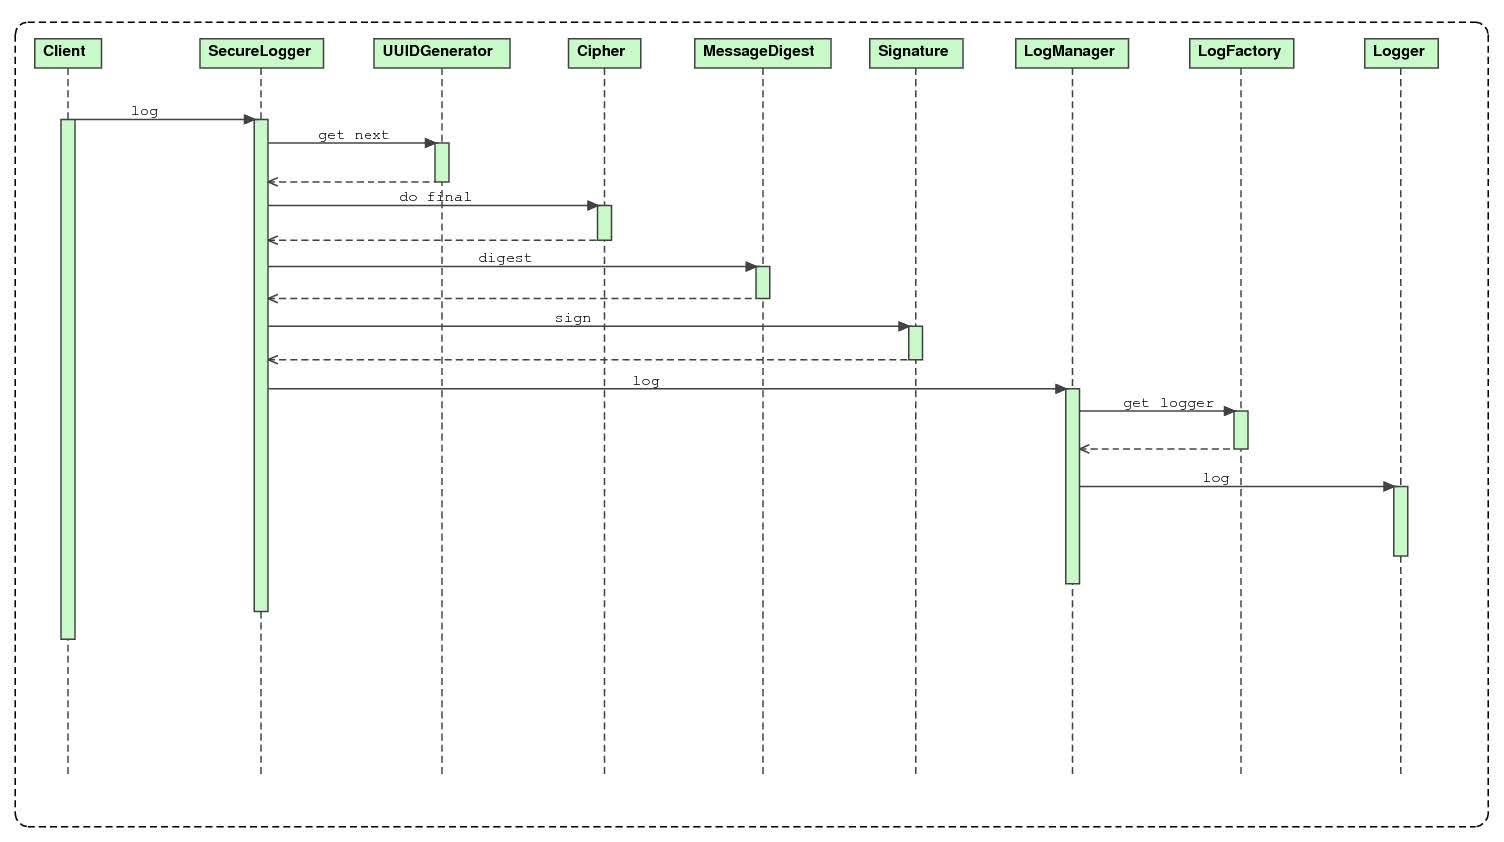 Client SecureLogger UUIDGenerator Cipher MessageDigest Signature LogManager LogFactory Logger
log
get next
do final
digest
sign
log
get logger
log